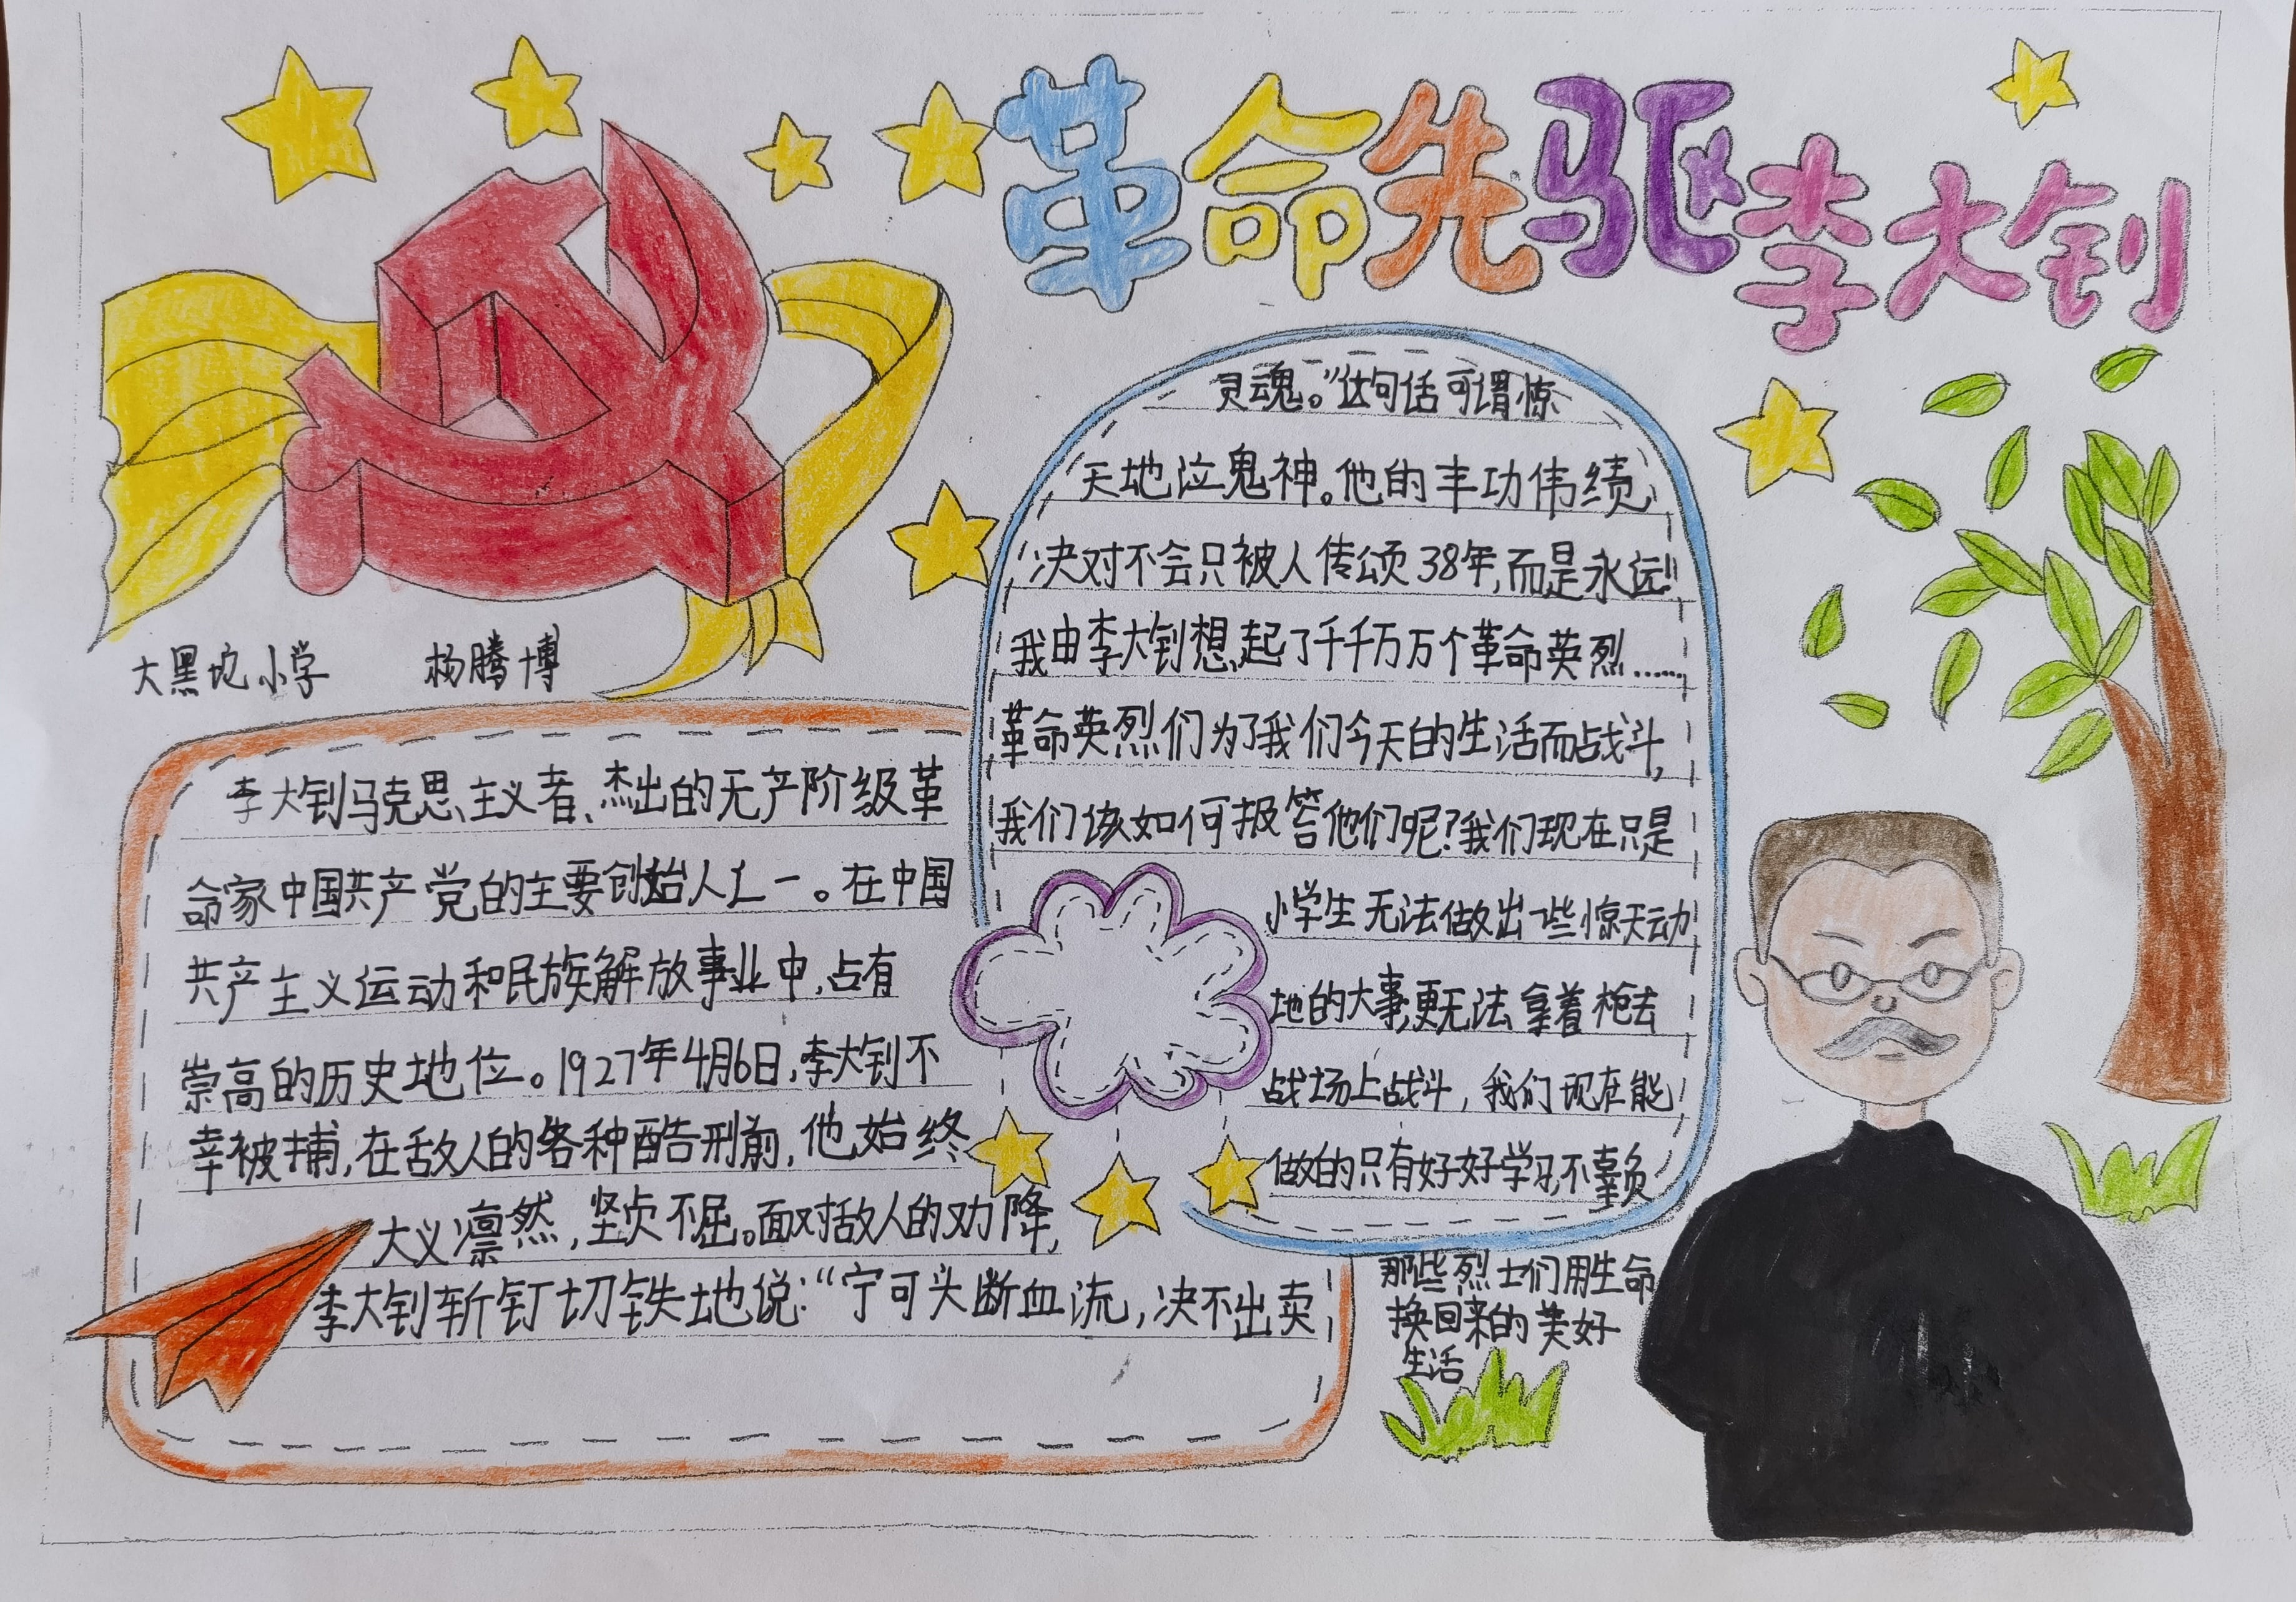 革命先驱李大钊
大黑坨小学 杨腾博
李大钊马克思主义者、杰出的无产阶级革
命家中国共产党的主要创始人之一。在中国
共产主义运动和民族解放事业中,占有
崇高的历史地位。1927年4月6日,李大钊不
幸被捕,在敌人的各种酷刑前,他始终
大义凛然,坚贞不屈。面对敌人的劝降,
李大钊斩钉切铁地说:“宁可头断血流,决不出卖
灵魂。”这句话可谓惊
天地泣鬼神。他的丰功伟绩,
决对不会只被人传颂38年,而是永远!!
我由李大钊想起了千千万万个革命英烈……
革命英烈们为了我们今天的生活而战斗,
我们该如何报答他们呢?我们现在只是
小学生无法做出一些惊天动
地的大事,更无法拿着枪去
战场上战斗,我们现在能
做的只有好好学习,不辜负
那些烈士们用生命
换回来的美好
生活